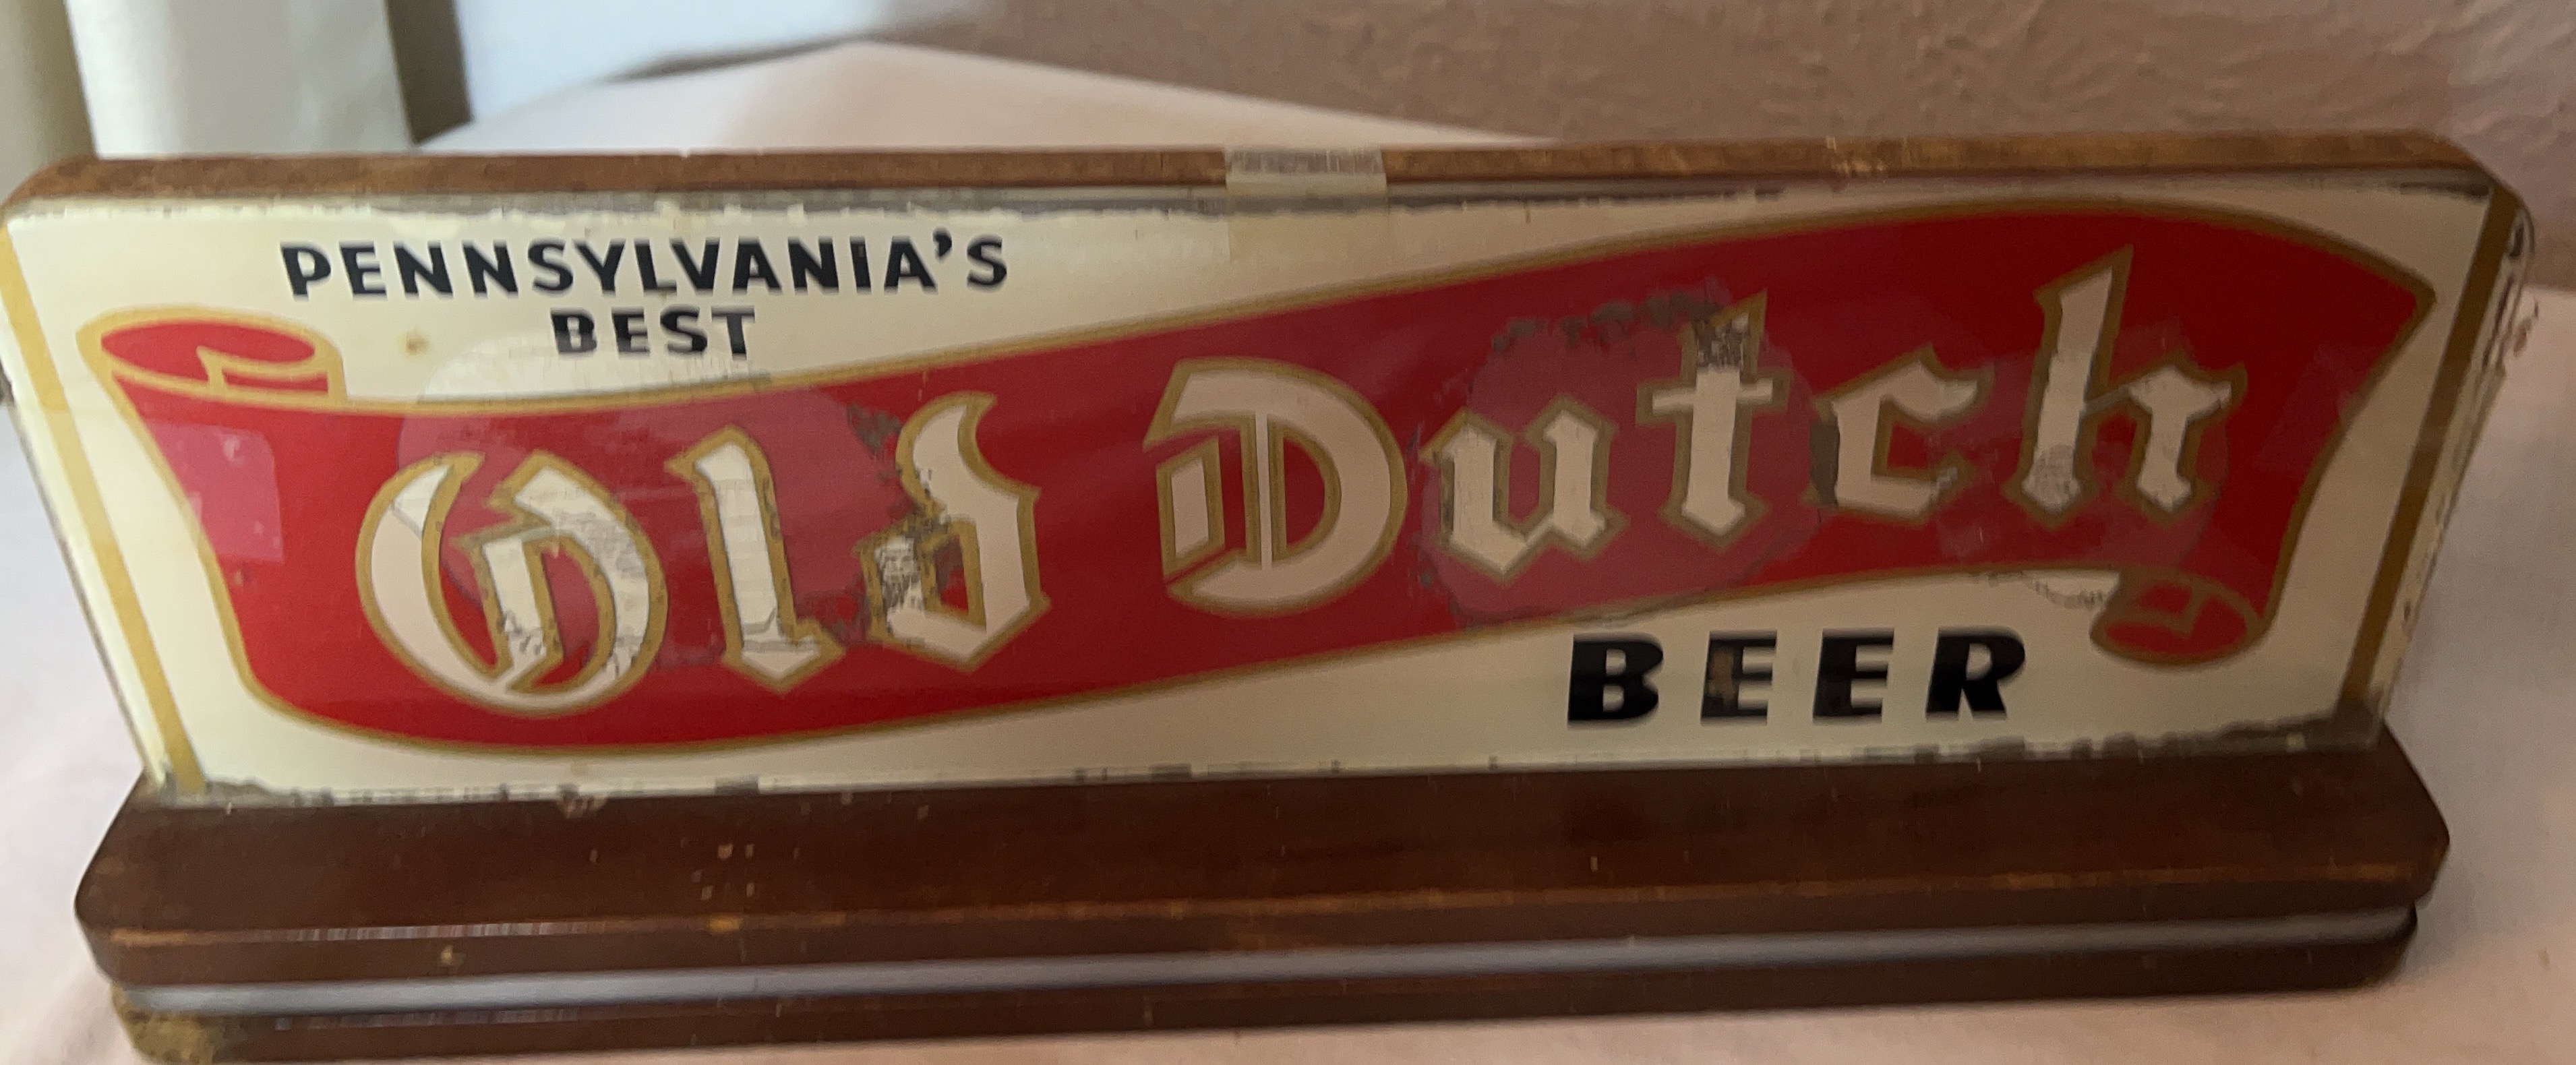 PENNSYLVANIA'S
BEST
Old Dutch
BEER